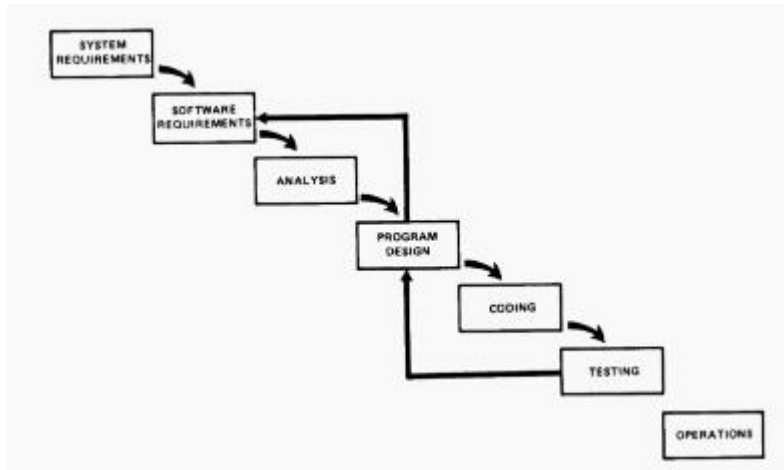 SYSTEM
REQUIREMENTS
SOFTWARE
REQUIREMENTS
ANALYSIS
PROGRAM
DESIGN
CODING
TESTING
OPERATIONS